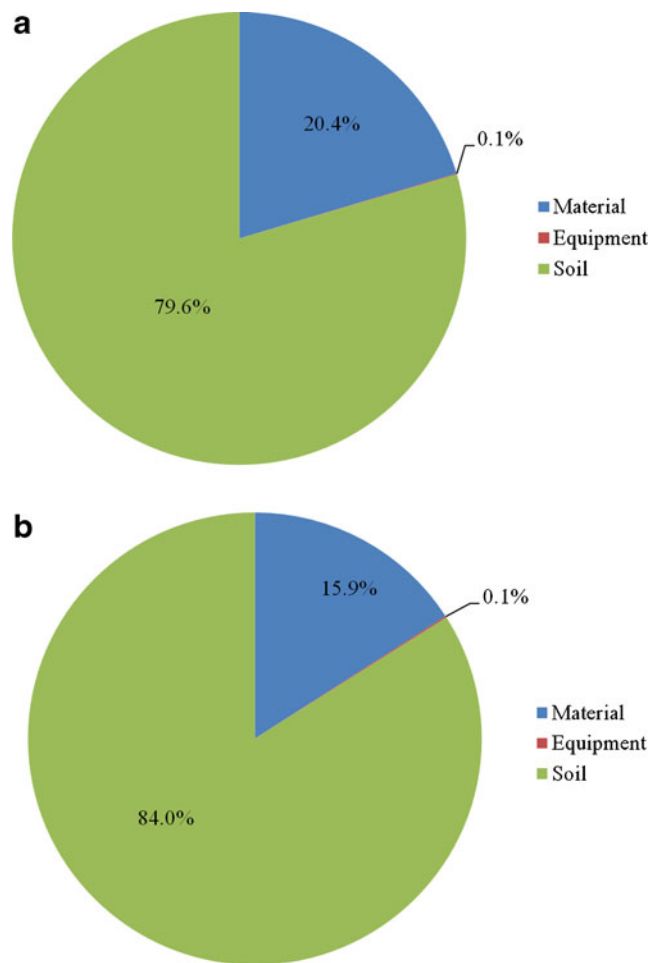 a
20.4%
0.1%
Material
Equipment
Soil
79.6%
b
15.9%
0.1%
Material
Equipment
Soil
84.0%